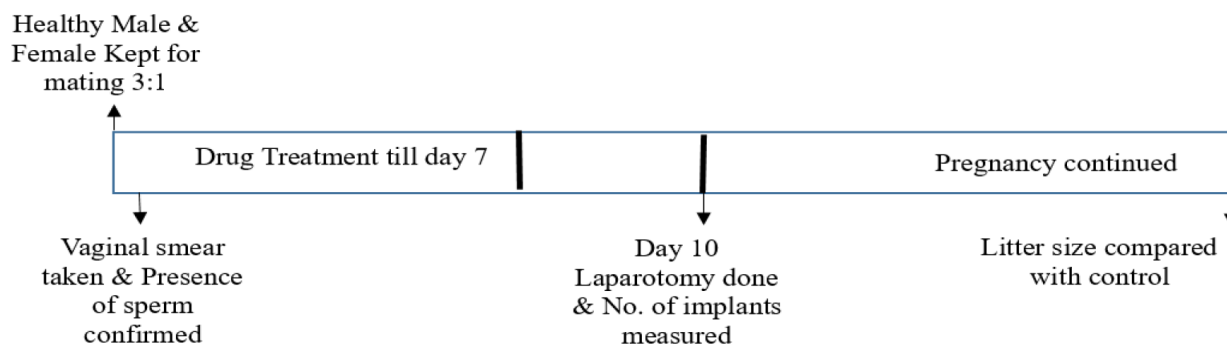 Healthy Male &
Female Kept for
mating 3:1
Drug Treatment till day 7
Pregnancy continued
Vaginal smear
taken & Presence
of sperm
confirmed
Day 10
Laparotomy done
& No. of implants
measured
Litter size compared
with control